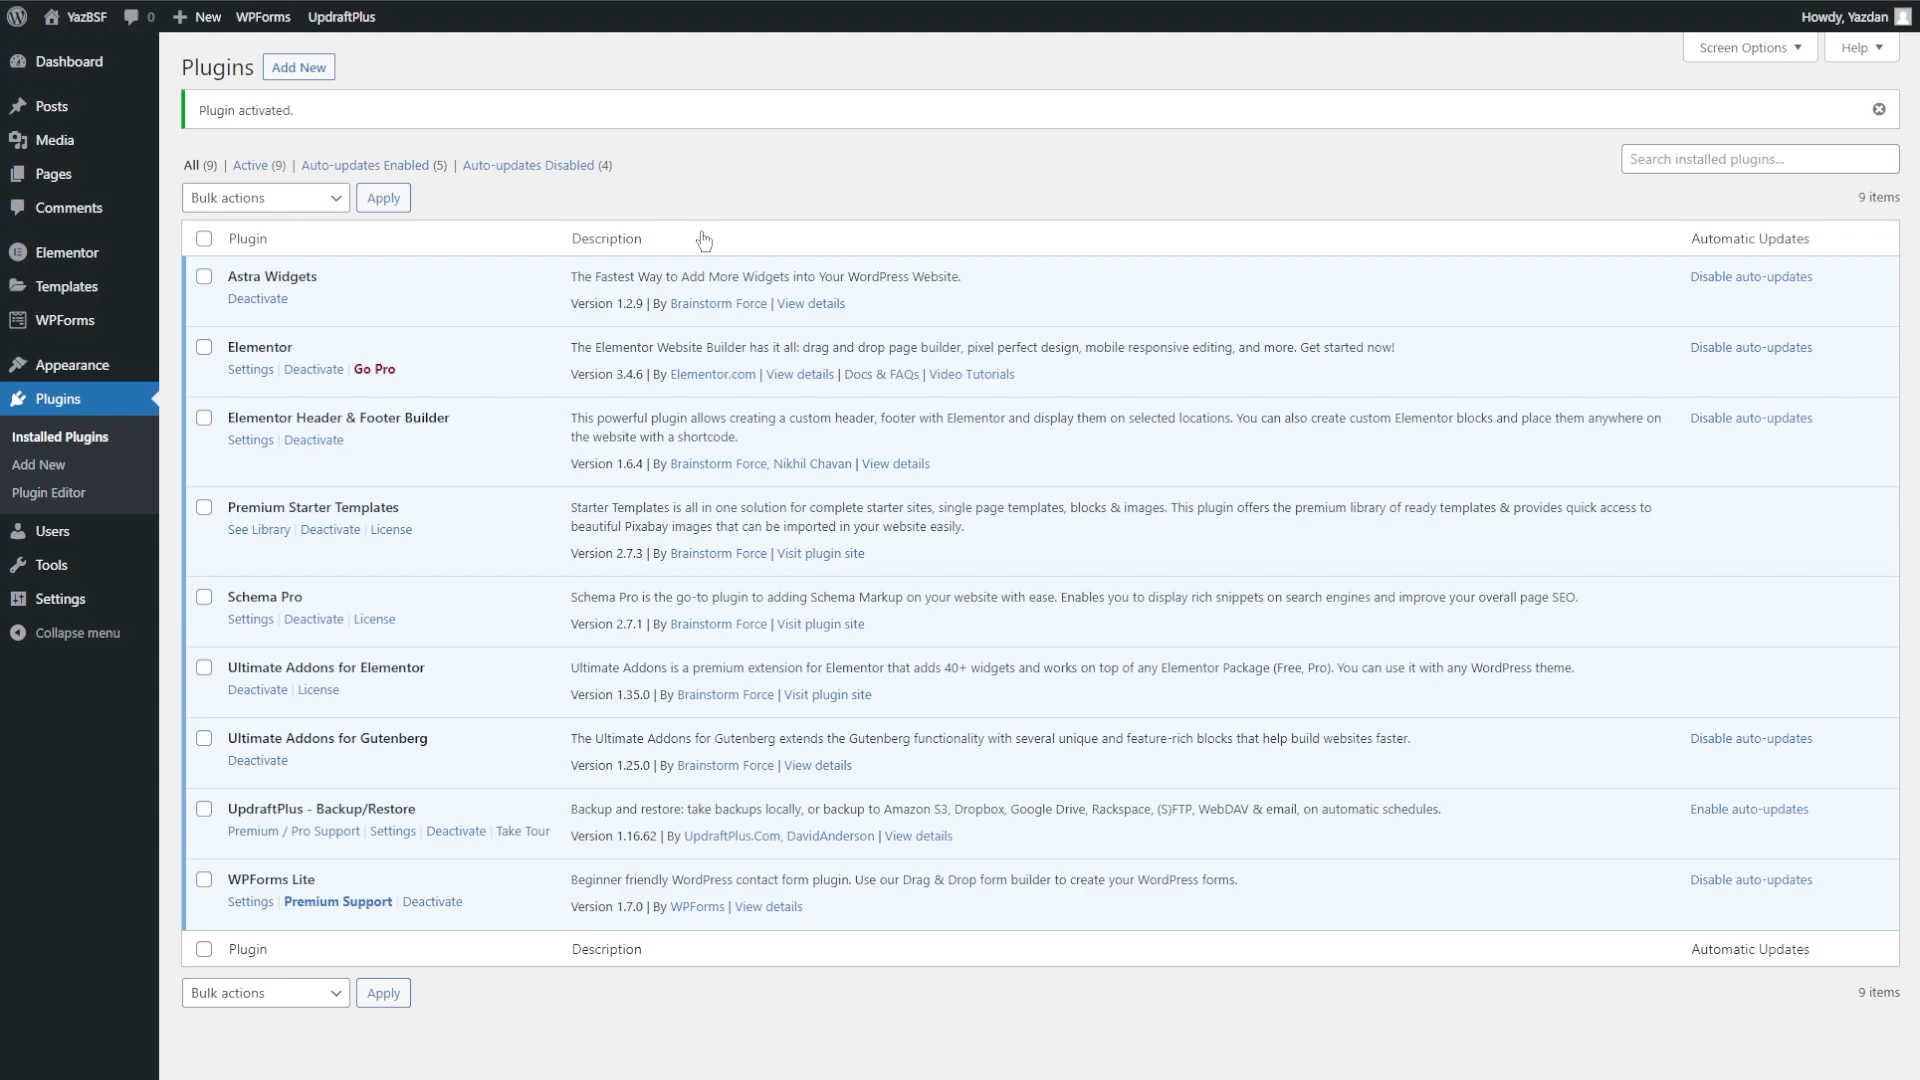 YazBSF 0 New WPForms UpdraftPlus Howdy, Yazdan
Screen Options Help
Dashboard
Posts
Media
Pages
Comments
Elementor
Templates
WPForms
Appearance
Plugins
Installed Plugins
Add New
Plugin Editor
Users
Tools
Settings
Collapse menu
Plugins Add New
Plugin activated.
All (9) | Active (9) | Auto-updates Enabled (5) | Auto-updates Disabled (4)
Search installed plugins...
Bulk actions Apply 9 items
Plugin Description Automatic Updates
Astra Widgets The Fastest Way to Add More Widgets into Your WordPress Website. Disable auto-updates
Deactivate
Version 1.2.9 | By Brainstorm Force | View details
Elementor The Elementor Website Builder has it all: drag and drop page builder, pixel perfect design, mobile responsive editing, and more. Get started now! Disable auto-updates
Settings | Deactivate | Go Pro
Version 3.4.6 | By Elementor.com | View details | Docs & FAQs | Video Tutorials
Elementor Header & Footer Builder This powerful plugin allows creating a custom header, footer with Elementor and display them on selected locations. You can also create custom Elementor blocks and place them anywhere on Disable auto-updates
Settings | Deactivate the website with a shortcode.
Version 1.6.4 | By Brainstorm Force, Nikhil Chavan | View details
Premium Starter Templates Starter Templates is all in one solution for complete starter sites, single page templates, blocks & images. This plugin offers the premium library of ready templates & provides quick access to
See Library | Deactivate | License beautiful Pixabay images that can be imported in your website easily.
Version 2.7.3 | By Brainstorm Force | Visit plugin site
Schema Pro Schema Pro is the go-to plugin to adding Schema Markup on your website with ease. Enables you to display rich snippets on search engines and improve your overall page SEO.
Settings | Deactivate | License
Version 2.7.1 | By Brainstorm Force | Visit plugin site
Ultimate Addons for Elementor Ultimate Addons is a premium extension for Elementor that adds 40+ widgets and works on top of any Elementor Package (Free, Pro). You can use it with any WordPress theme.
Deactivate | License
Version 1.35.0 | By Brainstorm Force | Visit plugin site
Ultimate Addons for Gutenberg The Ultimate Addons for Gutenberg extends the Gutenberg functionality with several unique and feature-rich blocks that help build websites faster. Disable auto-updates
Deactivate
Version 1.25.0 | By Brainstorm Force | View details
UpdraftPlus - Backup/Restore Backup and restore: take backups locally, or backup to Amazon S3, Dropbox, Google Drive, Rackspace, (S)FTP, WebDAV & email, on automatic schedules. Enable auto-updates
Premium / Pro Support | Settings | Deactivate | Take Tour
Version 1.16.62 | By UpdraftPlus.Com, DavidAnderson | View details
WPForms Lite Beginner friendly WordPress contact form plugin. Use our Drag & Drop form builder to create your WordPress forms. Disable auto-updates
Settings | Premium Support | Deactivate
Version 1.7.0 | By WPForms | View details
Plugin Description Automatic Updates
Bulk actions Apply 9 items